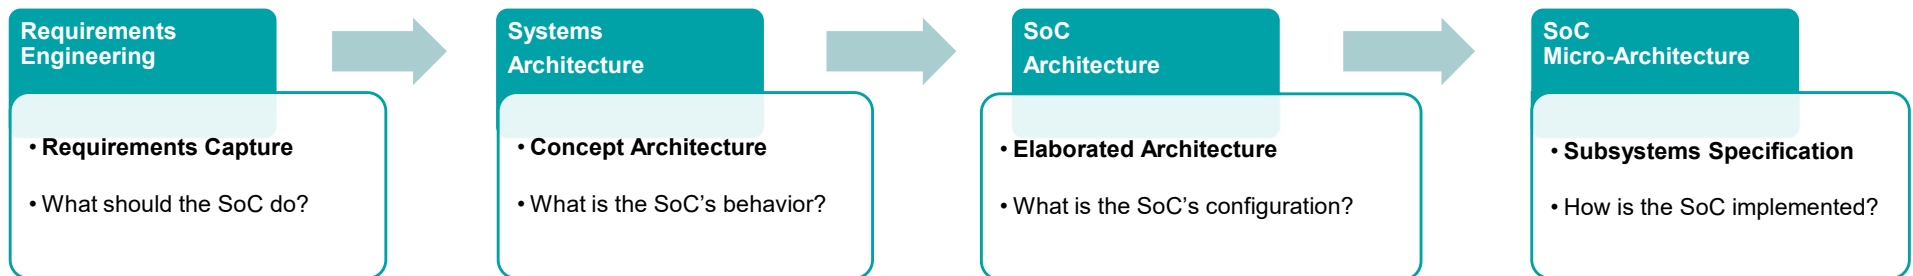 Requirements
Engineering
• Requirements Capture
• What should the SoC do?
Systems
Architecture
• Concept Architecture
• What is the SoC’s behavior?
SoC
Architecture
• Elaborated Architecture
• What is the SoC’s configuration?
SoC
Micro-Architecture
• Subsystems Specification
• How is the SoC implemented?